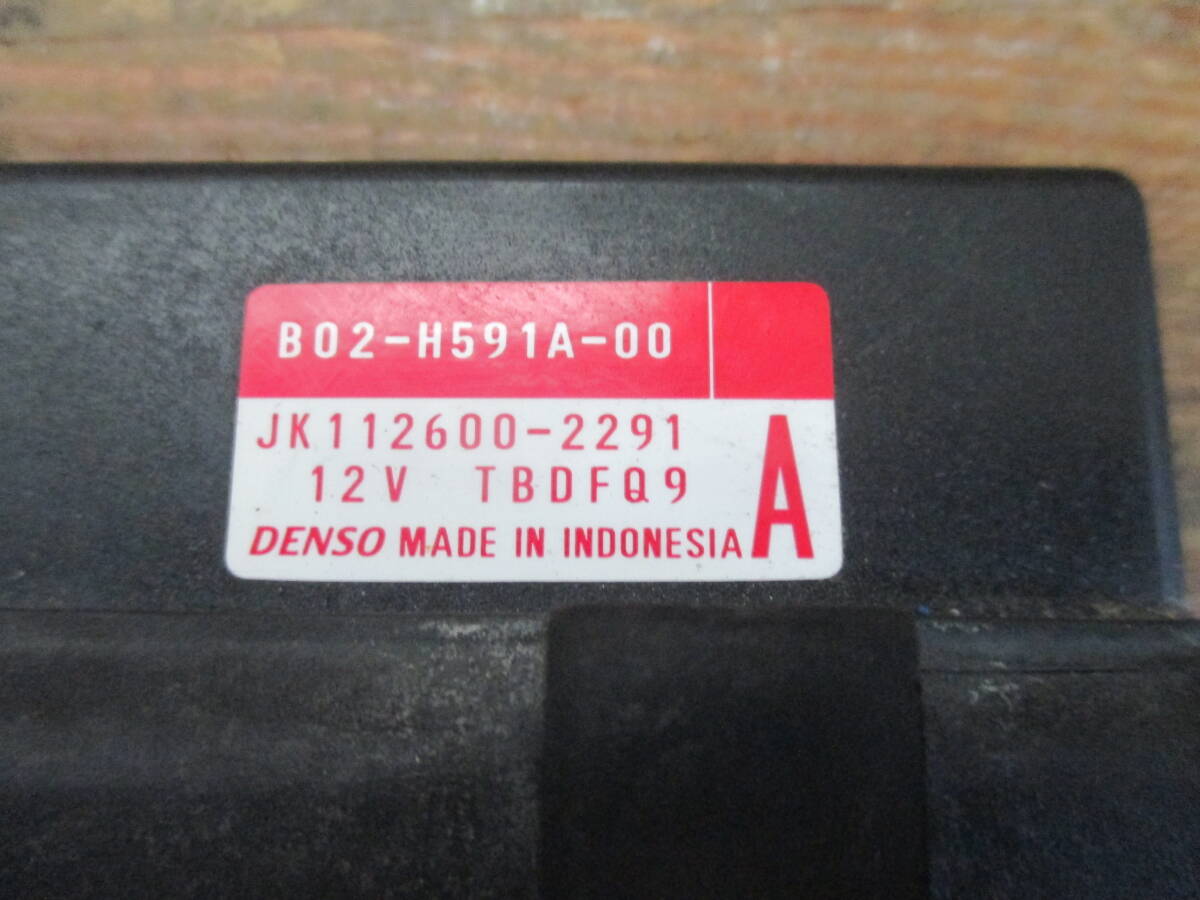 B02-H591A-00
JK112600-2291
12V TBDFQ9
A
DENSO MADE IN INDONESIA